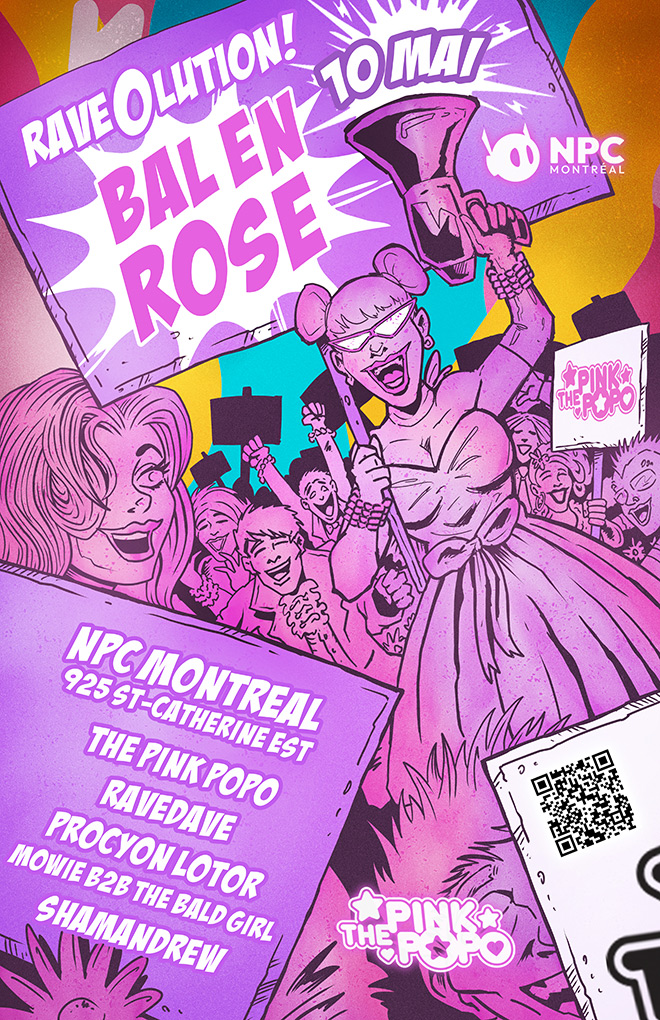 RAVEOLUTION!
10 MAI
BAL EN
ROSE
NPC
MONTRÉAL
PINK
THE POPO
NPC MONTREAL
925 ST-CATHERINE EST
THE PINK POPO
RAVEDAVE
PROCYON LOTOR
MOWIE B2B THE BALD GIRL
SHAMANDREW
PINK
THE POPO